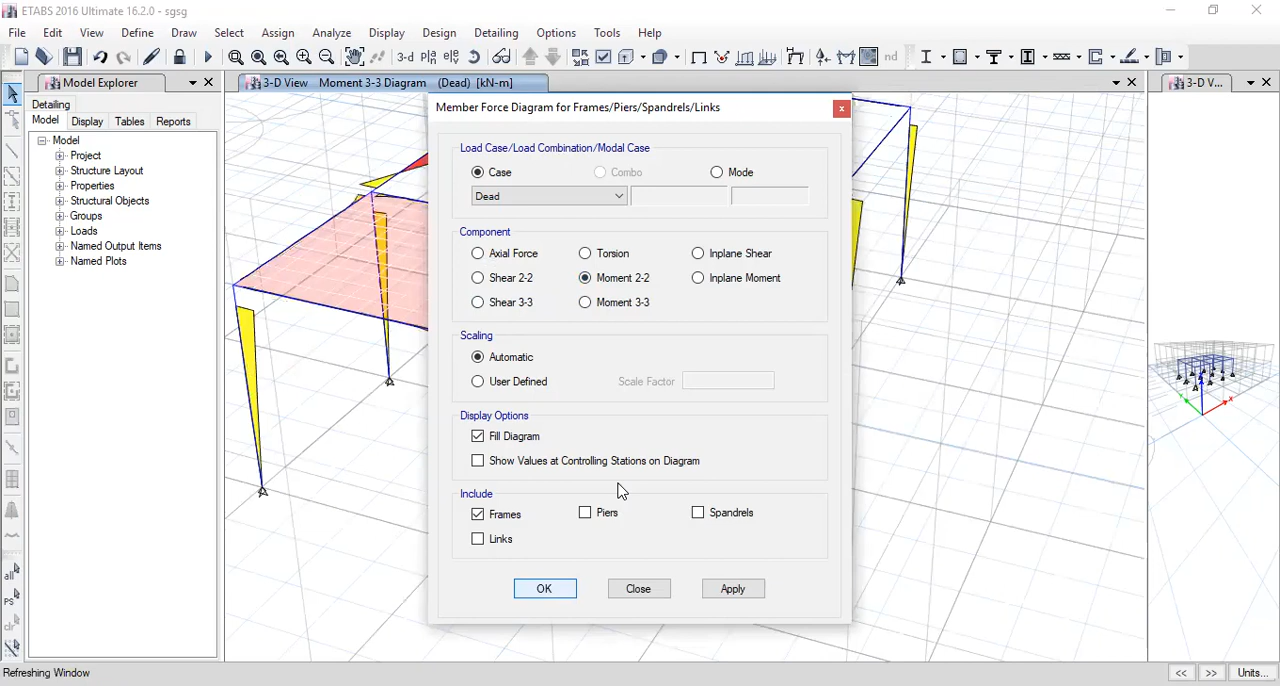 ETABS 2016 Ultimate 16.2.0 - sgsg
File Edit View Define Draw Select Assign Analyze Display Design Detailing Options Tools Help
3-d nd
Model Explorer
3-D View Moment 3-3 Diagram (Dead) [kN-m]
3-D V...
Detailing
Model Display Tables Reports
Model
Project
Structure Layout
Properties
Structural Objects
Groups
Loads
Named Output Items
Named Plots
Member Force Diagram for Frames/Piers/Spandrels/Links
Load Case/Load Combination/Modal Case
Case Combo Mode
Dead
Component
Axial Force Torsion Inplane Shear
Shear 2-2 Moment 2-2 Inplane Moment
Shear 3-3 Moment 3-3
Scaling
Automatic
User Defined Scale Factor
Display Options
Fill Diagram
Show Values at Controlling Stations on Diagram
Include
Frames Piers Spandrels
Links
OK Close Apply
all
PS
X
Refreshing Window
<< >> Units...